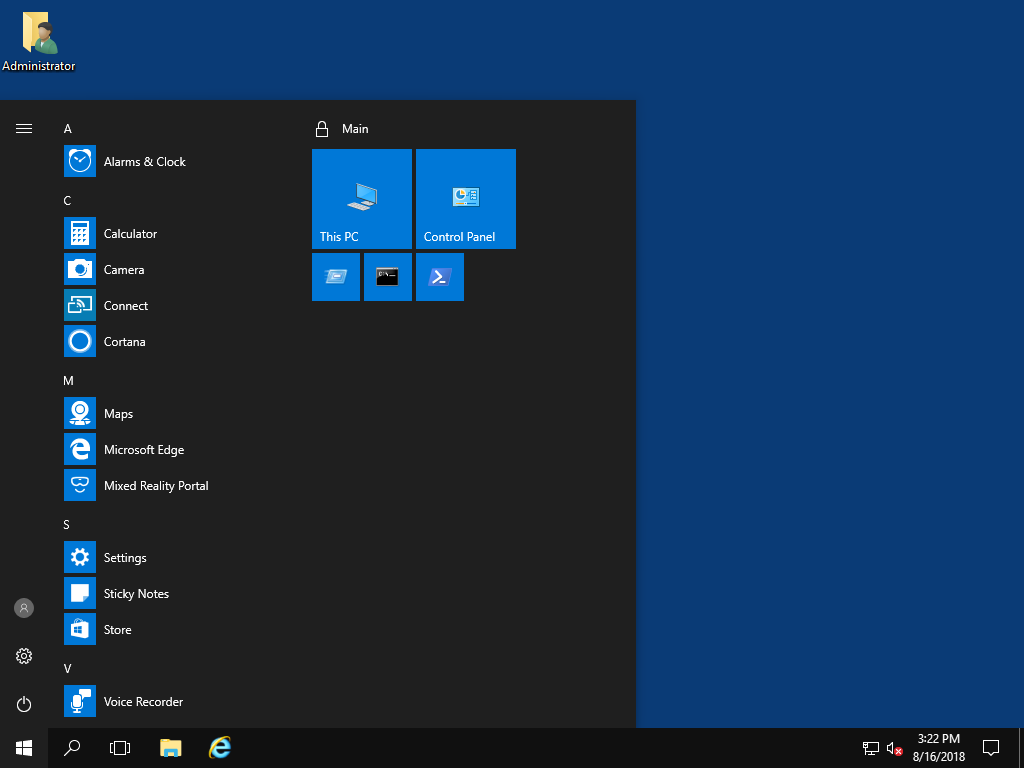 Administrator
A
Main
Alarms & Clock
C
Calculator
Camera
Connect
Cortana
This PC
Control Panel
M
Maps
Microsoft Edge
Mixed Reality Portal
S
Settings
Sticky Notes
Store
V
Voice Recorder
3:22 PM
8/16/2018